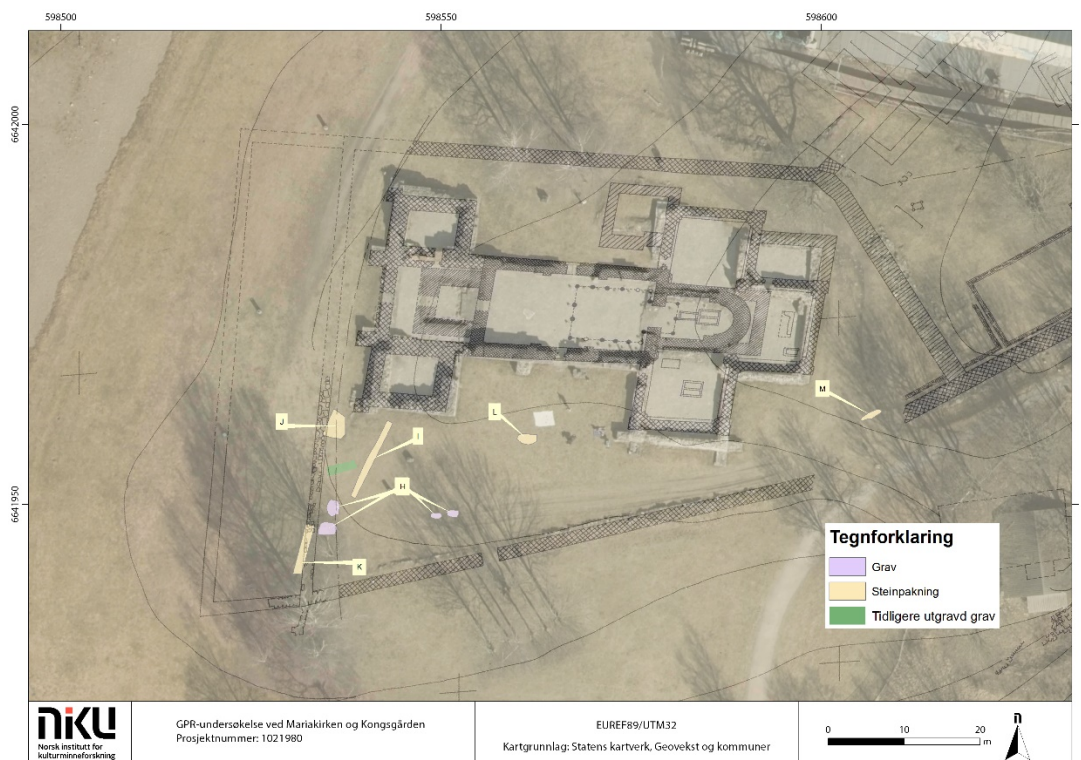 598500
598550
598600
6642000
6641950
M
L
J
I
H
K
Tegnforklaring
Grav
Steinpakning
Tidligere utgravd grav
NIKU
Norsk institutt for
kulturminneforskning
GPR-undersøkelse ved Mariakirken og Kongsgården
Prosjektnummer: 1021980
EUREF89/UTM32
Kartgrunnlag: Statens kartverk, Geovekst og kommuner
0 10 20
m
n